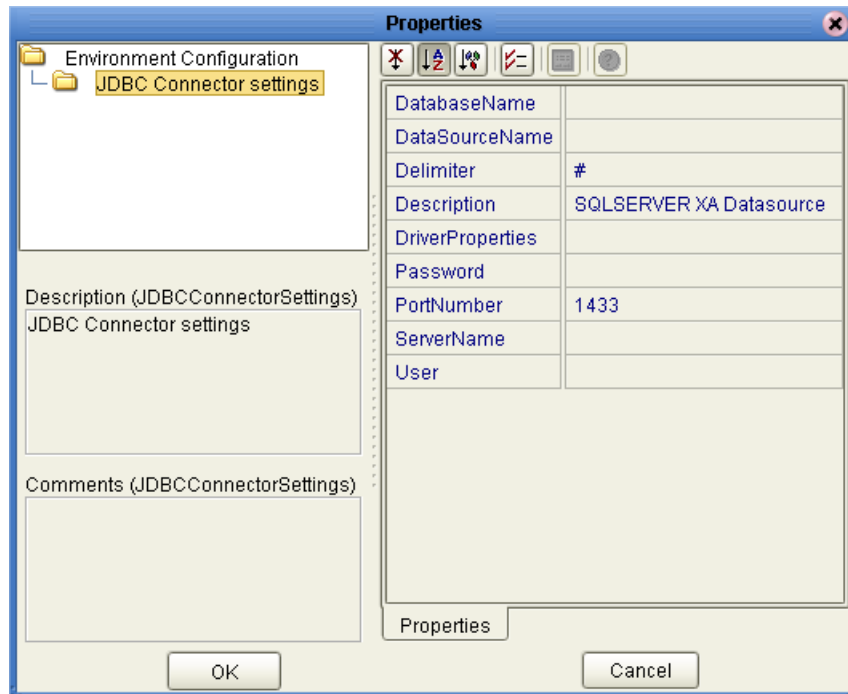 Properties
Environment Configuration
JDBC Connector settings
Description (JDBCConnectorSettings)
JDBC Connector settings
Comments (JDBCConnectorSettings)
DatabaseName
DataSourceName
Delimiter #
Description SQLSERVER XA Datasource
DriverProperties
Password
PortNumber 1433
ServerName
User
Properties
OK
Cancel